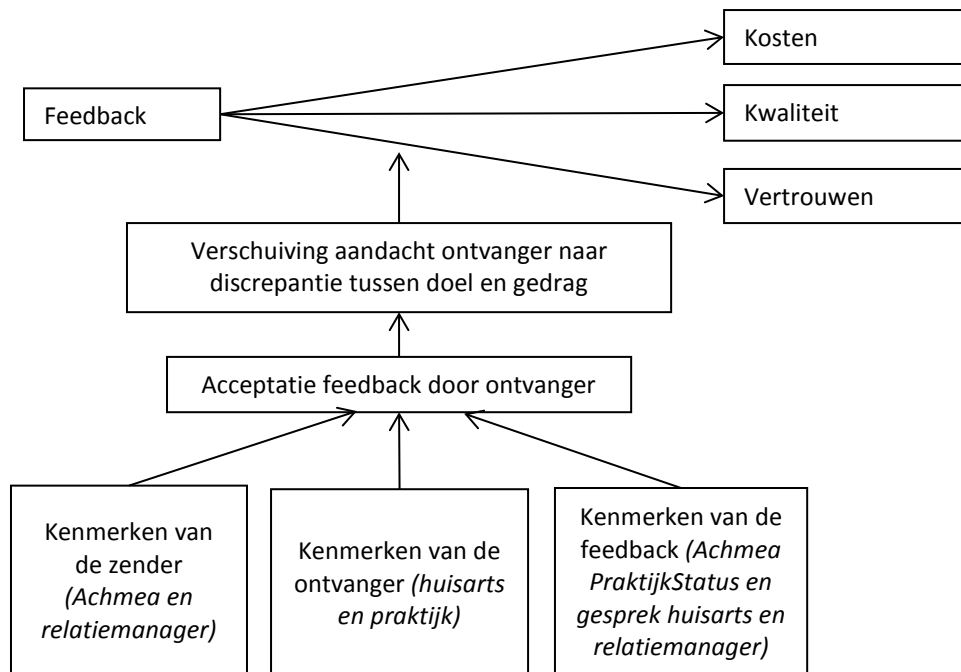 Kosten
Feedback
Kwaliteit
Vertrouwen
Verschuiving aandacht ontvanger naar
discrepantie tussen doel en gedrag
Acceptatie feedback door ontvanger
Kenmerken van
de zender
(Achmea en
relatiemanager)
Kenmerken van de
ontvanger (huisarts
en praktijk)
Kenmerken van de
feedback (Achmea
PraktijkStatus en
gesprek huisarts en
relatiemanager)